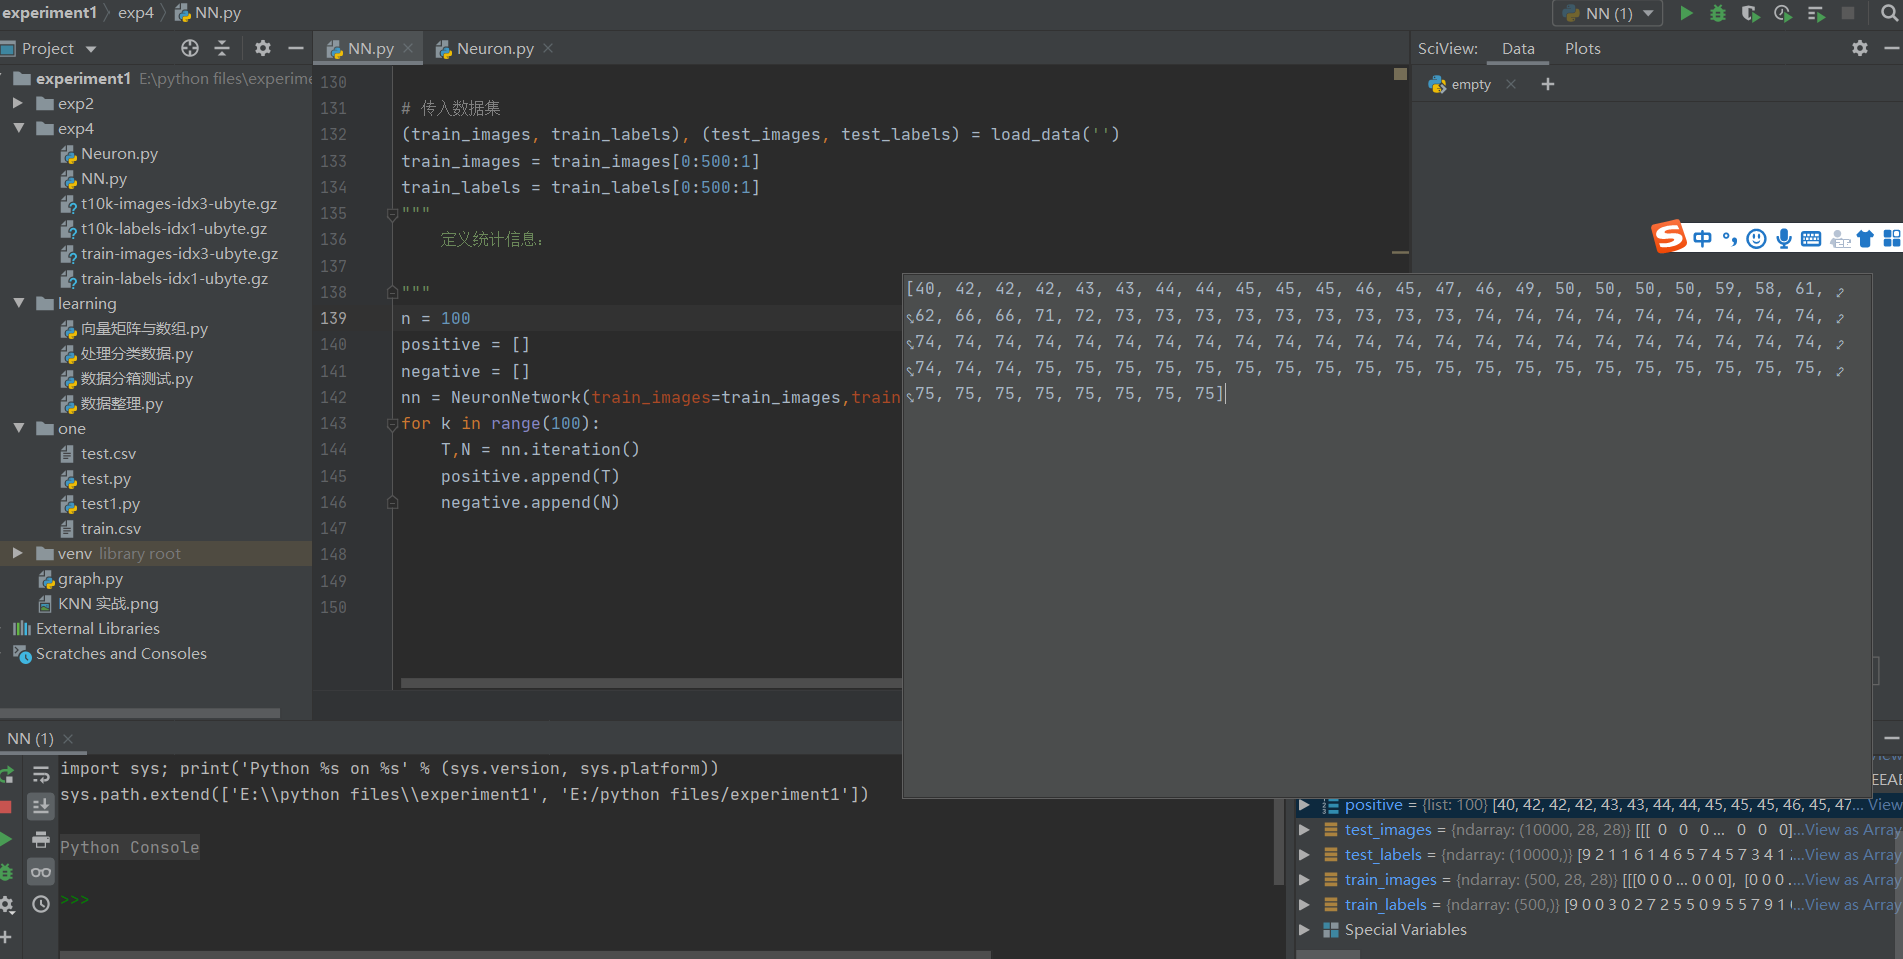 experiment1 exp4 NN.py
NN (1)
Project
NN.py
Neuron.py
SciView: Data Plots
empty
experiment1 E:\python files\experime
exp2
exp4
Neuron.py
NN.py
t10k-images-idx3-ubyte.gz
t10k-labels-idx1-ubyte.gz
train-images-idx3-ubyte.gz
train-labels-idx1-ubyte.gz
learning
向量矩阵与数组.py
处理分类数据.py
数据分箱测试.py
数据整理.py
one
test.csv
test.py
test1.py
train.csv
venv library root
graph.py
KNN 实战.png
External Libraries
Scratches and Consoles
130
131 # 传入数据集
132 (train_images, train_labels), (test_images, test_labels) = load_data('')
133 train_images = train_images[0:500:1]
134 train_labels = train_labels[0:500:1]
135 """
136 定义统计信息:
137
138 """
139 n = 100
140 positive = []
141 negative = []
142 nn = NeuronNetwork(train_images=train_images,train
143 for k in range(100):
144 T,N = nn.iteration()
145 positive.append(T)
146 negative.append(N)
147
148
149
150
中
[40, 42, 42, 42, 43, 43, 44, 44, 45, 45, 45, 46, 45, 47, 46, 49, 50, 50, 50, 50, 59, 58, 61,
62, 66, 66, 71, 72, 73, 73, 73, 73, 73, 73, 73, 73, 73, 73, 74, 74, 74, 74, 74, 74, 74, 74, 74,
74, 74, 74, 74, 74, 74, 74, 74, 74, 74, 74, 74, 74, 74, 74, 74, 74, 74, 74, 74, 74, 74, 74,
74, 74, 74, 75, 75, 75, 75, 75, 75, 75, 75, 75, 75, 75, 75, 75, 75, 75, 75, 75, 75, 75, 75,
75, 75, 75, 75, 75, 75, 75, 75]
NN (1)
import sys; print('Python %s on %s' % (sys.version, sys.platform))
sys.path.extend(['E:\\python files\\experiment1', 'E:/python files/experiment1'])
Python Console
>>>
positive = {list: 100} [40, 42, 42, 42, 43, 43, 44, 44, 45, 45, 45, 46, 45, 47... View
test_images = {ndarray: (10000, 28, 28)} [[[ 0 0 0 ... 0 0 0]...View as Array
test_labels = {ndarray: (10000,)} [9 2 1 1 6 1 4 6 5 7 4 5 7 3 4 1 ...View as Array
train_images = {ndarray: (500, 28, 28)} [[[0 0 0 ... 0 0 0], [0 0 0 ...View as Array
train_labels = {ndarray: (500,)} [9 0 0 3 0 2 7 2 5 5 0 9 5 5 7 9 1 ...View as Array
Special Variables